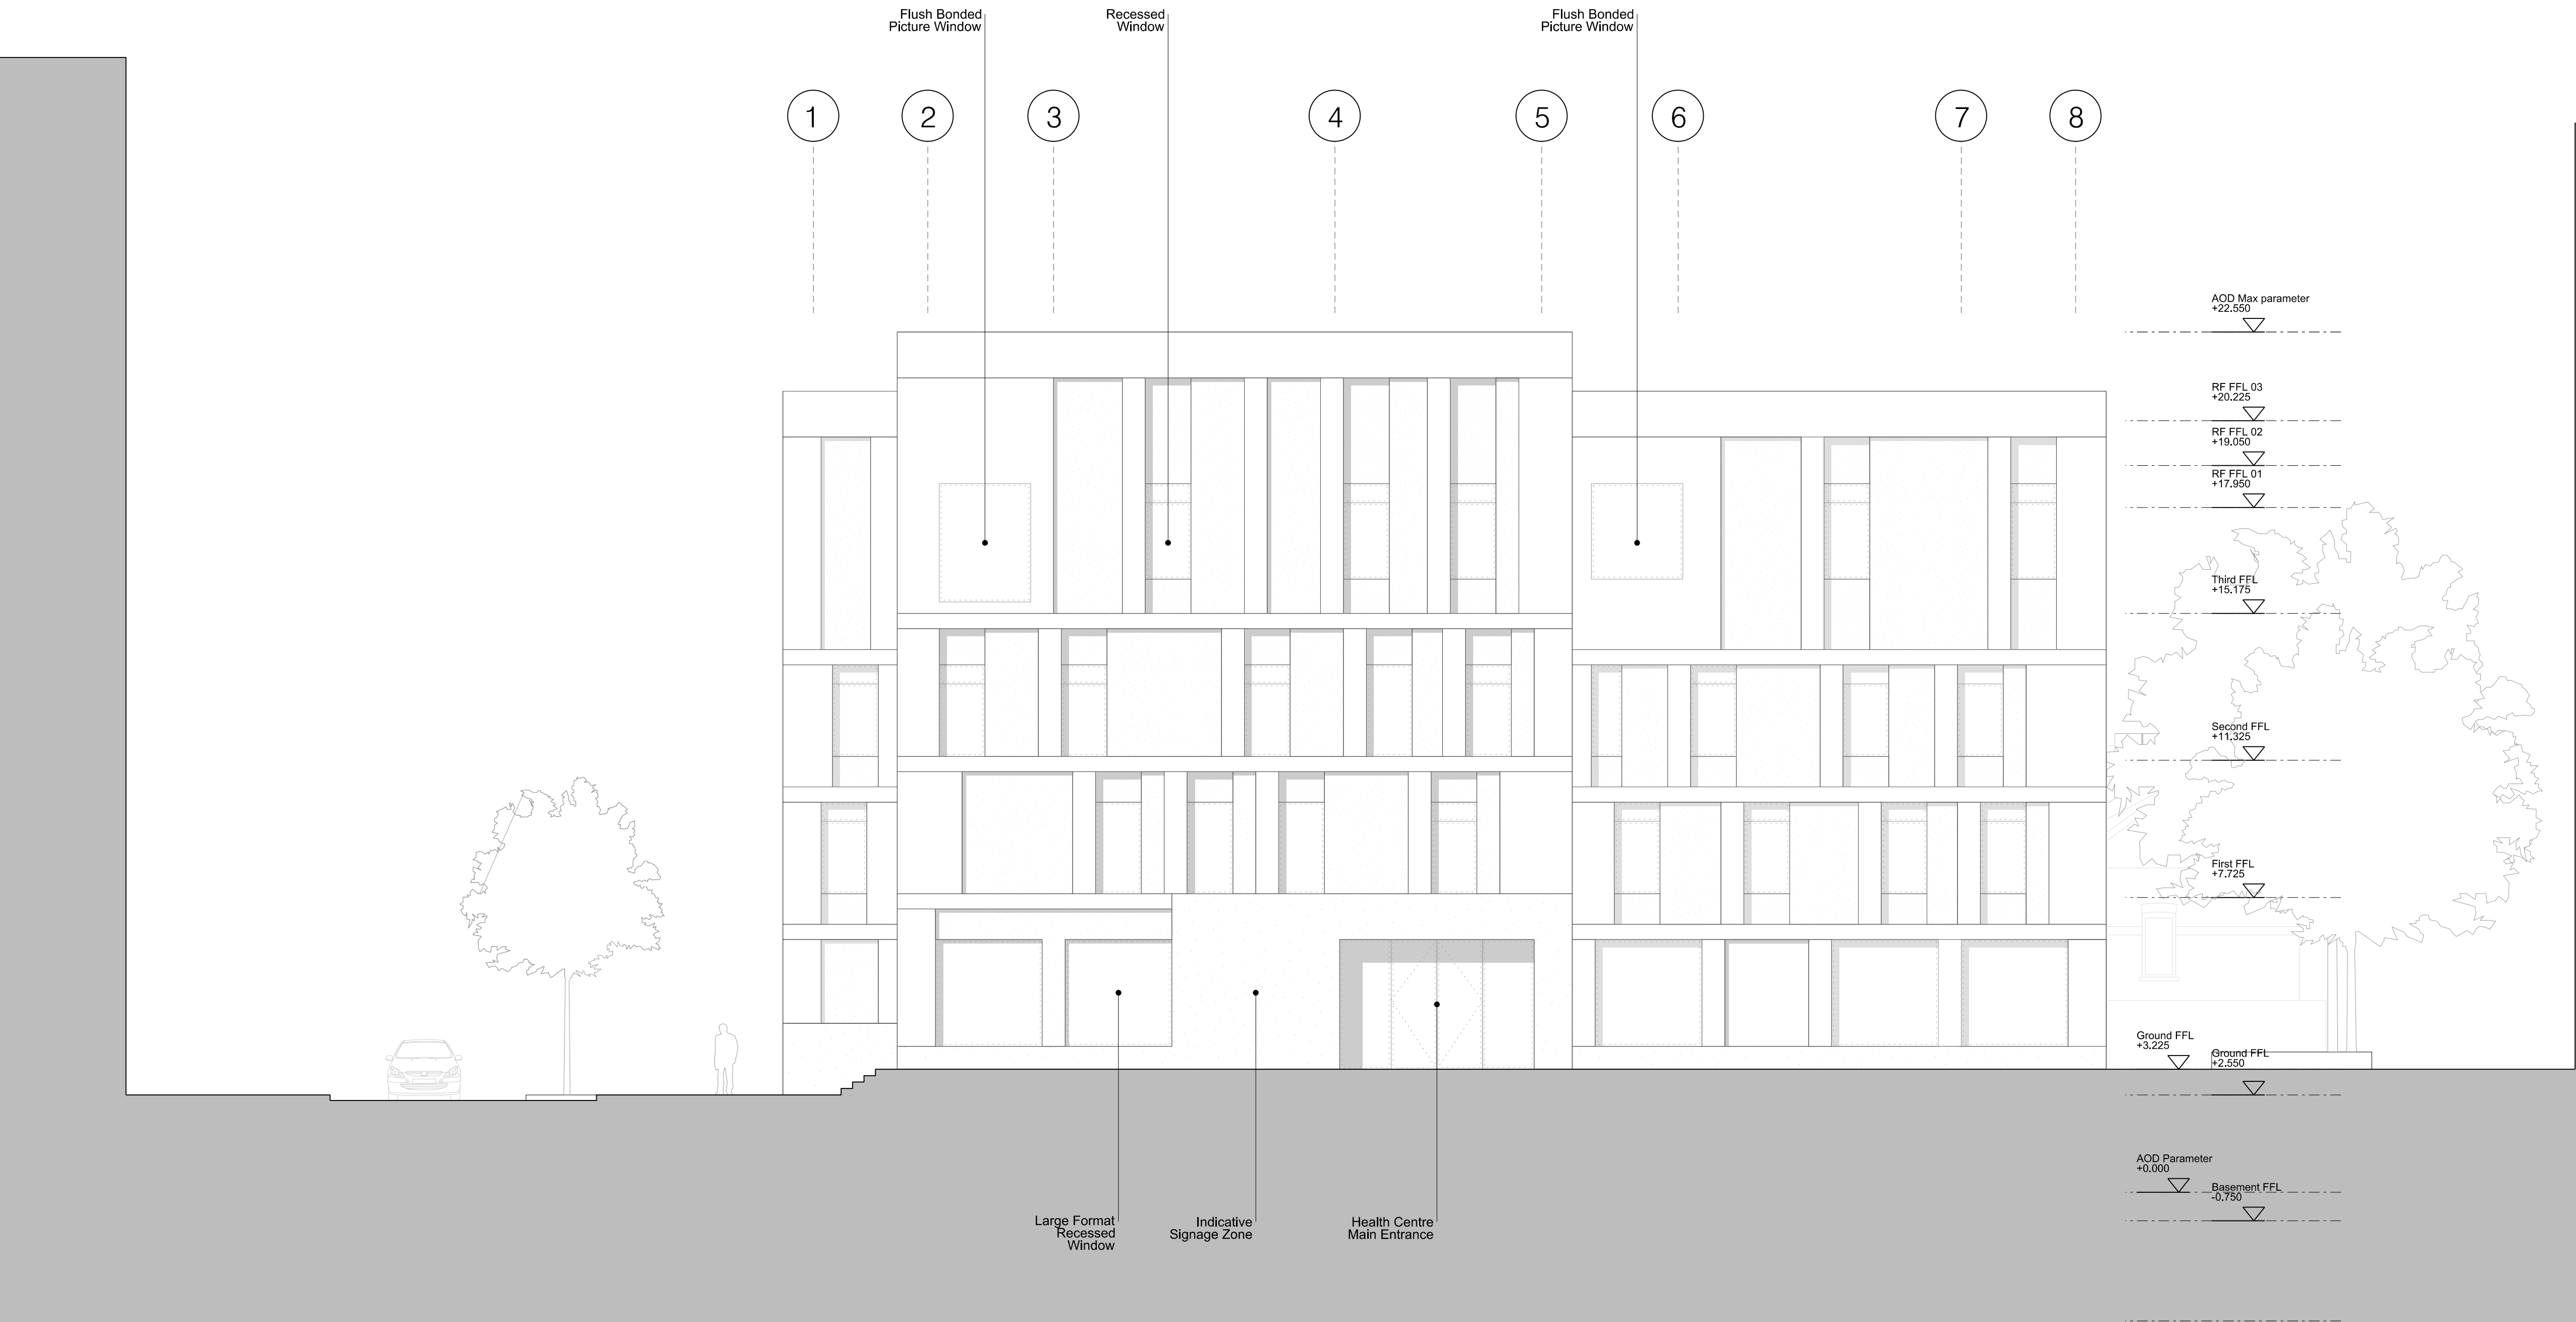 Flush Bonded
Picture Window
Recessed
Window
Flush Bonded
Picture Window
1
2
3
4
5
6
7
8
AOD Max parameter
+22.550
RF FFL 03
+20.225
RF FFL 02
+19.050
RF FFL 01
+17.950
Third FFL
+15.175
Second FFL
+11.325
First FFL
+7.725
Ground FFL
+3.225
Ground FFL
+2.550
AOD Parameter
+0.000
Basement FFL
-0.750
Large Format
Recessed
Window
Indicative
Signage Zone
Health Centre
Main Entrance